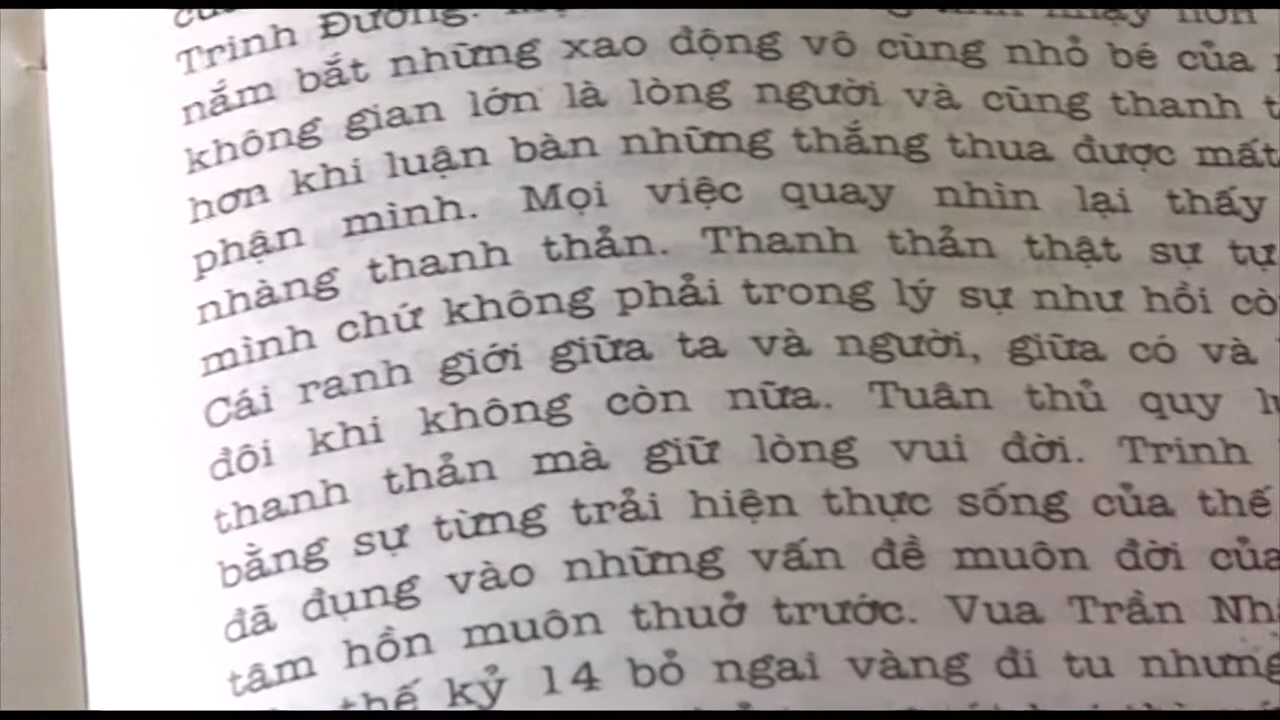 Trinh Đường.
nắm bắt những xao động vô cùng nhỏ bé của
không gian lớn là lòng người và cũng thanh
hơn khi luận bàn những thắng thua được mất
phận mình. Mọi việc quay nhìn lại thấy
nhàng thanh thản. Thanh thản thật sự tự
mình chứ không phải trong lý sự như hồi
Cái ranh giới giữa ta và người, giữa có và
đôi khi không còn nữa. Tuân thủ quy
thanh thản mà giữ lòng vui đời. Trinh
bằng sự từng trải hiện thực sống của thế
đã đụng vào những vấn đề muôn đời của
tâm hồn muôn thuở trước. Vua Trần
thế kỷ 14 bỏ ngai vàng đi tu nhưng